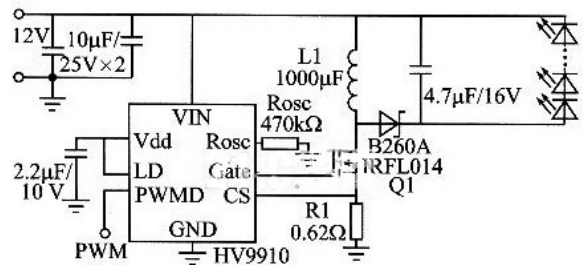 12V
10μF/
25V×2
L1
1000μF
4.7μF/16V
VIN
Rosc
470kΩ
Vdd
Rosc
B260A
2.2μF/
10 V
LD
Gate
IRFL014
Q1
PWMD
CS
R1
0.62Ω
GND
PWM
HV9910